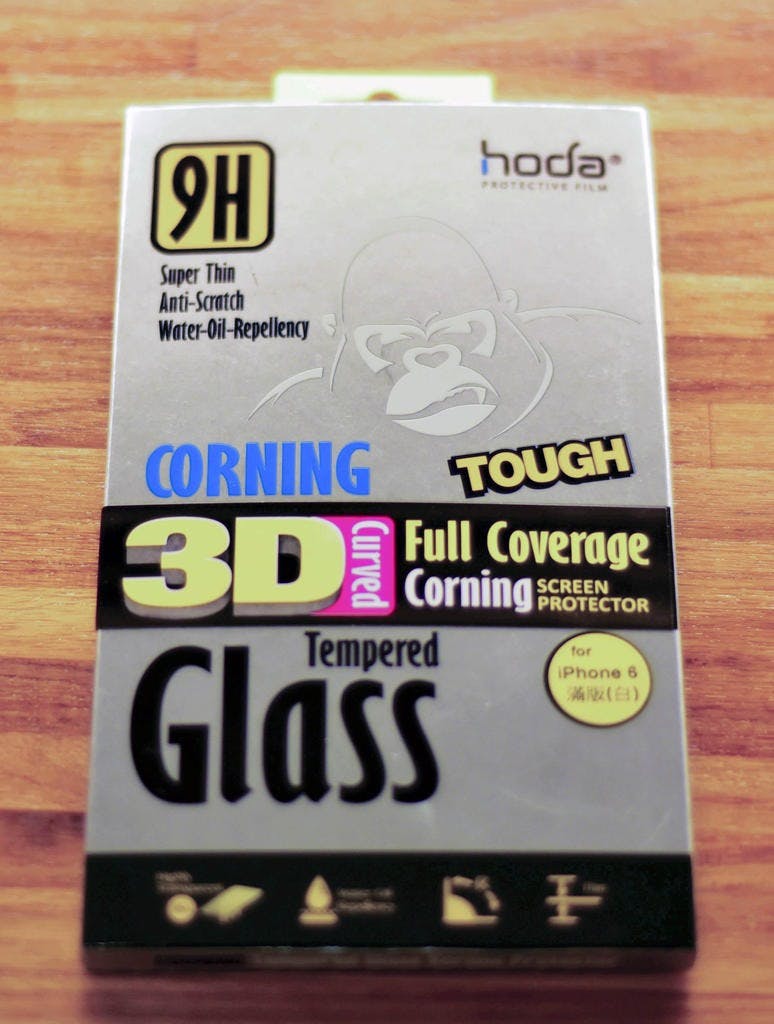 9H
hoda®
PROTECTIVE FILM
Super Thin
Anti-Scratch
Water-Oil-Repellency
CORNING
TOUGH
3D
Curved
Full Coverage
Corning SCREEN
PROTECTOR
Tempered
Glass
for
iPhone 6
滿版(白)